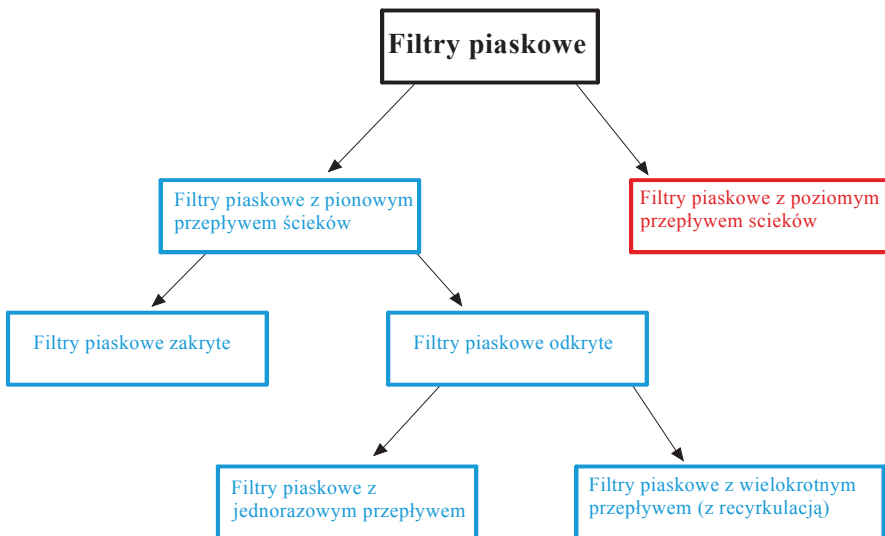 Filtry piaskowe
Filtry piaskowe z pionowym
przepływem ścieków
Filtry piaskowe z poziomym
przepływem scieków
Filtry piaskowe zakryte
Filtry piaskowe odkryte
Filtry piaskowe z
jednorazowym przepływem
Filtry piaskowe z wielokrotnym
przepływem (z recyrkulacją)